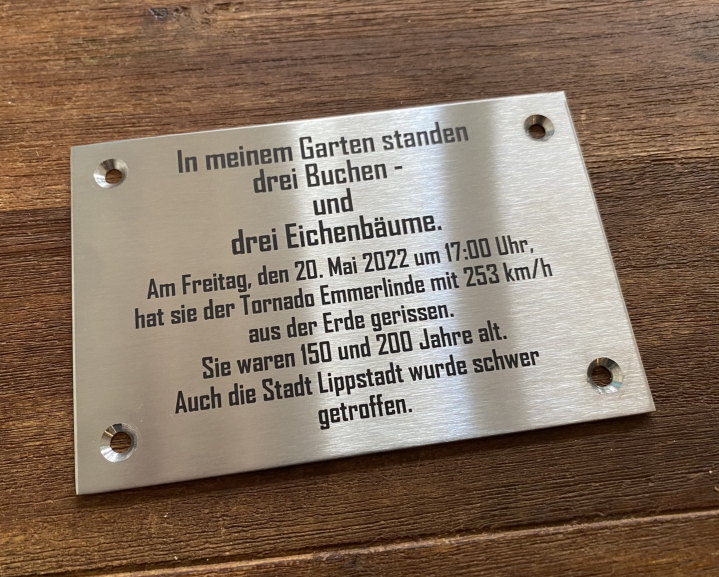 In meinem Garten standen
drei Buchen -
und
drei Eichenbäume.
Am Freitag, den 20. Mai 2022 um 17:00 Uhr,
hat sie der Tornado Emmerlinde mit 253 km/h
aus der Erde gerissen.
Sie waren 150 und 200 Jahre alt.
Auch die Stadt Lippstadt wurde schwer
getroffen.